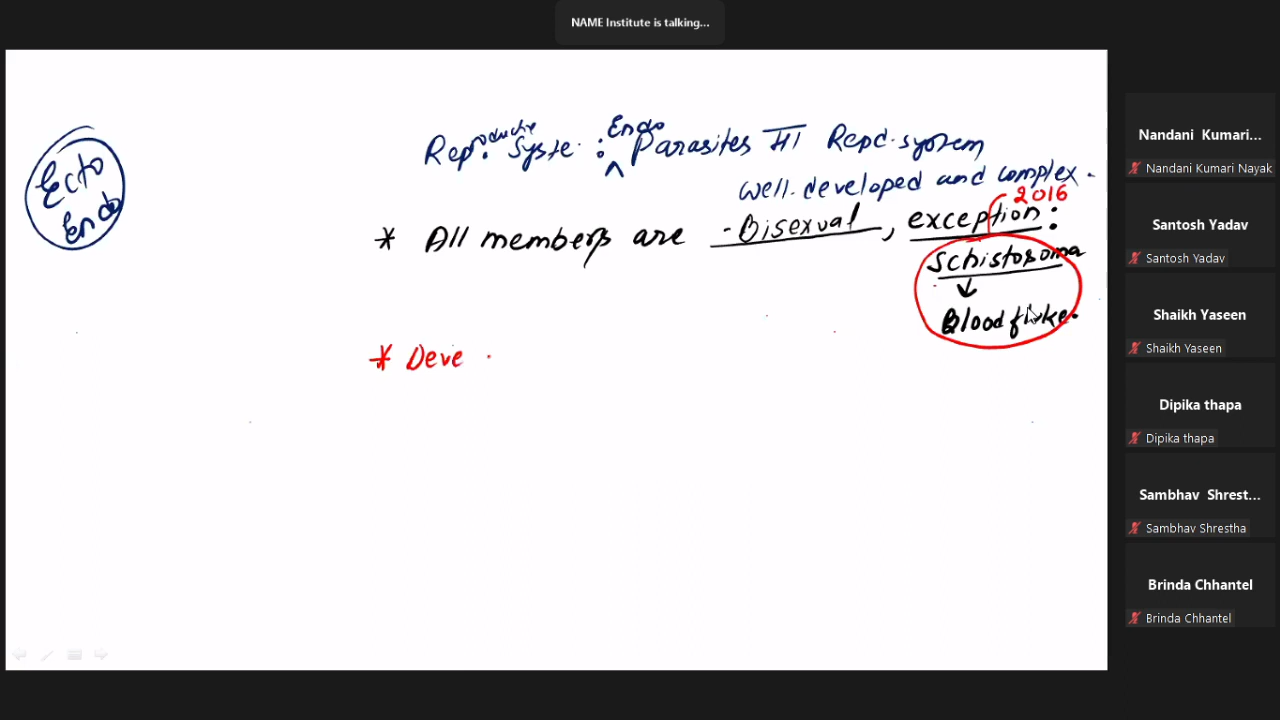 NAME Institute is talking...
Ecto
Endo
Reproductive Syste. : Endo Parasites Repd. system
well-developed and complex.
* All members are - Bisexual, exception : 2016
Schistosoma
↓
Blood fluke.
* Deve
Nandani Kumari...
Nandani Kumari Nayak
Santosh Yadav
Santosh Yadav
Shaikh Yaseen
Shaikh Yaseen
Dipika thapa
Dipika thapa
Sambhav Shrest...
Sambhav Shrestha
Brinda Chhantel
Brinda Chhantel